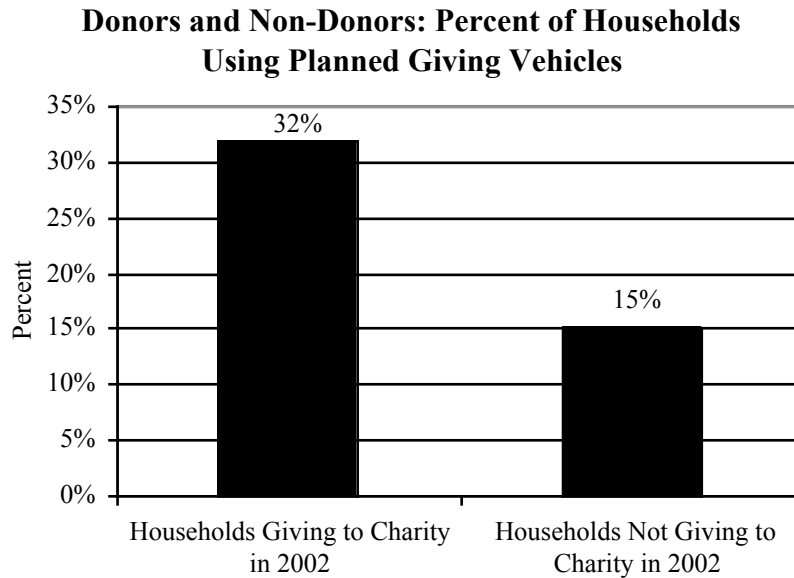 Donors and Non-Donors: Percent of Households
Using Planned Giving Vehicles
35%
32%
30%
25%
20%
15%
15%
10%
5%
0%
Percent
Households Giving to Charity
in 2002
Households Not Giving to
Charity in 2002